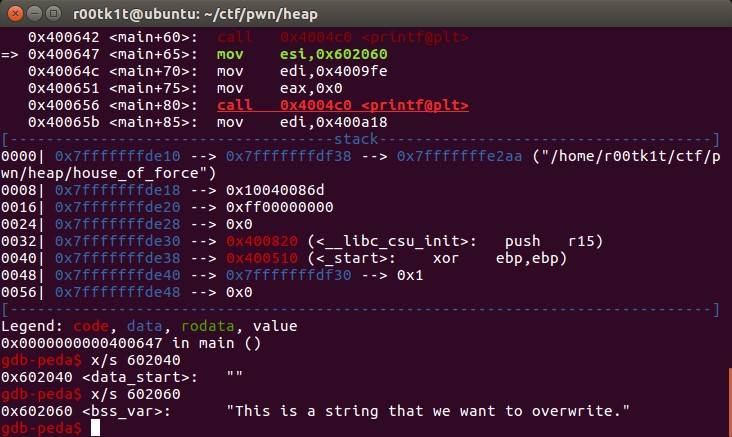 r00tk1t@ubuntu: ~/ctf/pwn/heap
0x400642 <main+60>: call 0x4004c0 <printf@plt>
=> 0x400647 <main+65>: mov esi,0x602060
0x40064c <main+70>: mov edi,0x4009fe
0x400651 <main+75>: mov eax,0x0
0x400656 <main+80>: call 0x4004c0 <printf@plt>
0x40065b <main+85>: mov edi,0x400a18
[------------------------------------stack-------------------------------------]
0000| 0x7fffffffde10 --> 0x7fffffffdf38 --> 0x7fffffffe2aa ("/home/r00tk1t/ctf/p
wn/heap/house_of_force")
0008| 0x7fffffffde18 --> 0x10040086d
0016| 0x7fffffffde20 --> 0xff00000000
0024| 0x7fffffffde28 --> 0x0
0032| 0x7fffffffde30 --> 0x400820 (<__libc_csu_init>: push r15)
0040| 0x7fffffffde38 --> 0x400510 (<_start>: xor ebp,ebp)
0048| 0x7fffffffde40 --> 0x7fffffffdf30 --> 0x1
0056| 0x7fffffffde48 --> 0x0
[------------------------------------------------------------------------------]
Legend: code, data, rodata, value
0x0000000000400647 in main ()
gdb-peda$ x/s 602040
0x602040 <data_start>: ""
gdb-peda$ x/s 602060
0x602060 <bss_var>: "This is a string that we want to overwrite."
gdb-peda$